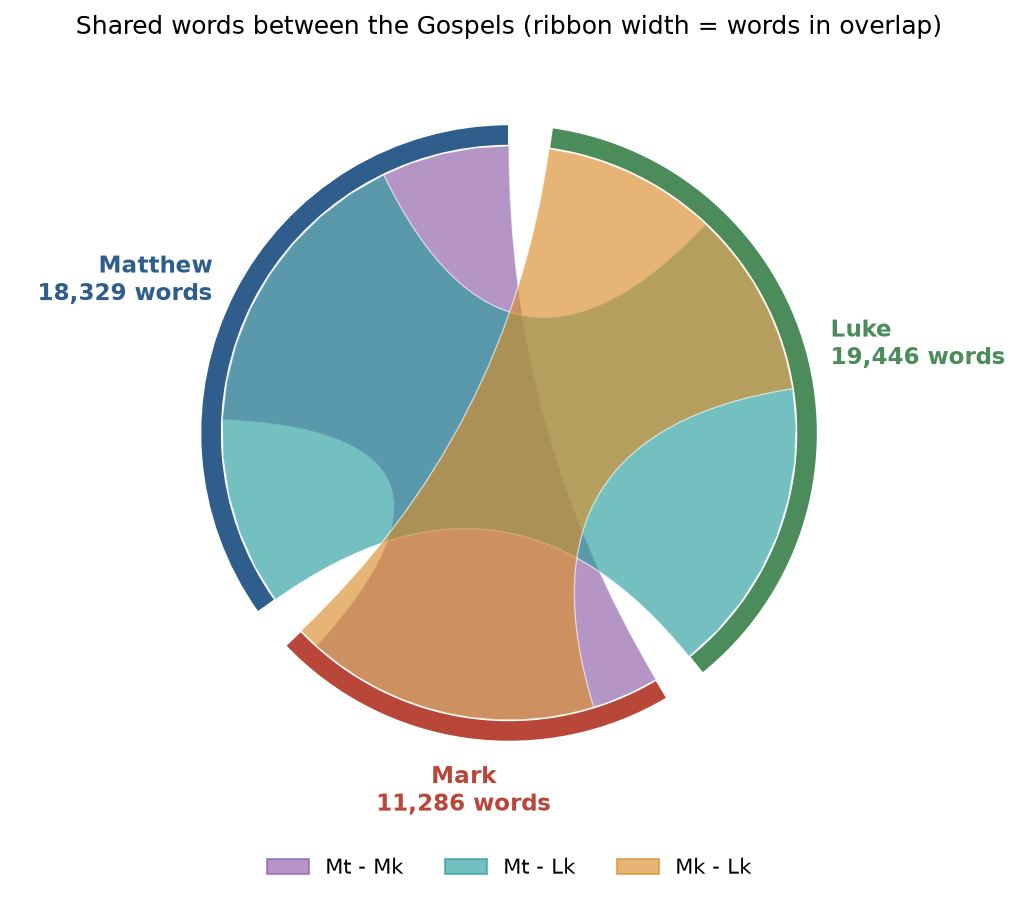 Shared words between the Gospels (ribbon width = words in overlap)
Matthew
18,329 words
Luke
19,446 words
Mark
11,286 words
Mt - Mk
Mt - Lk
Mk - Lk